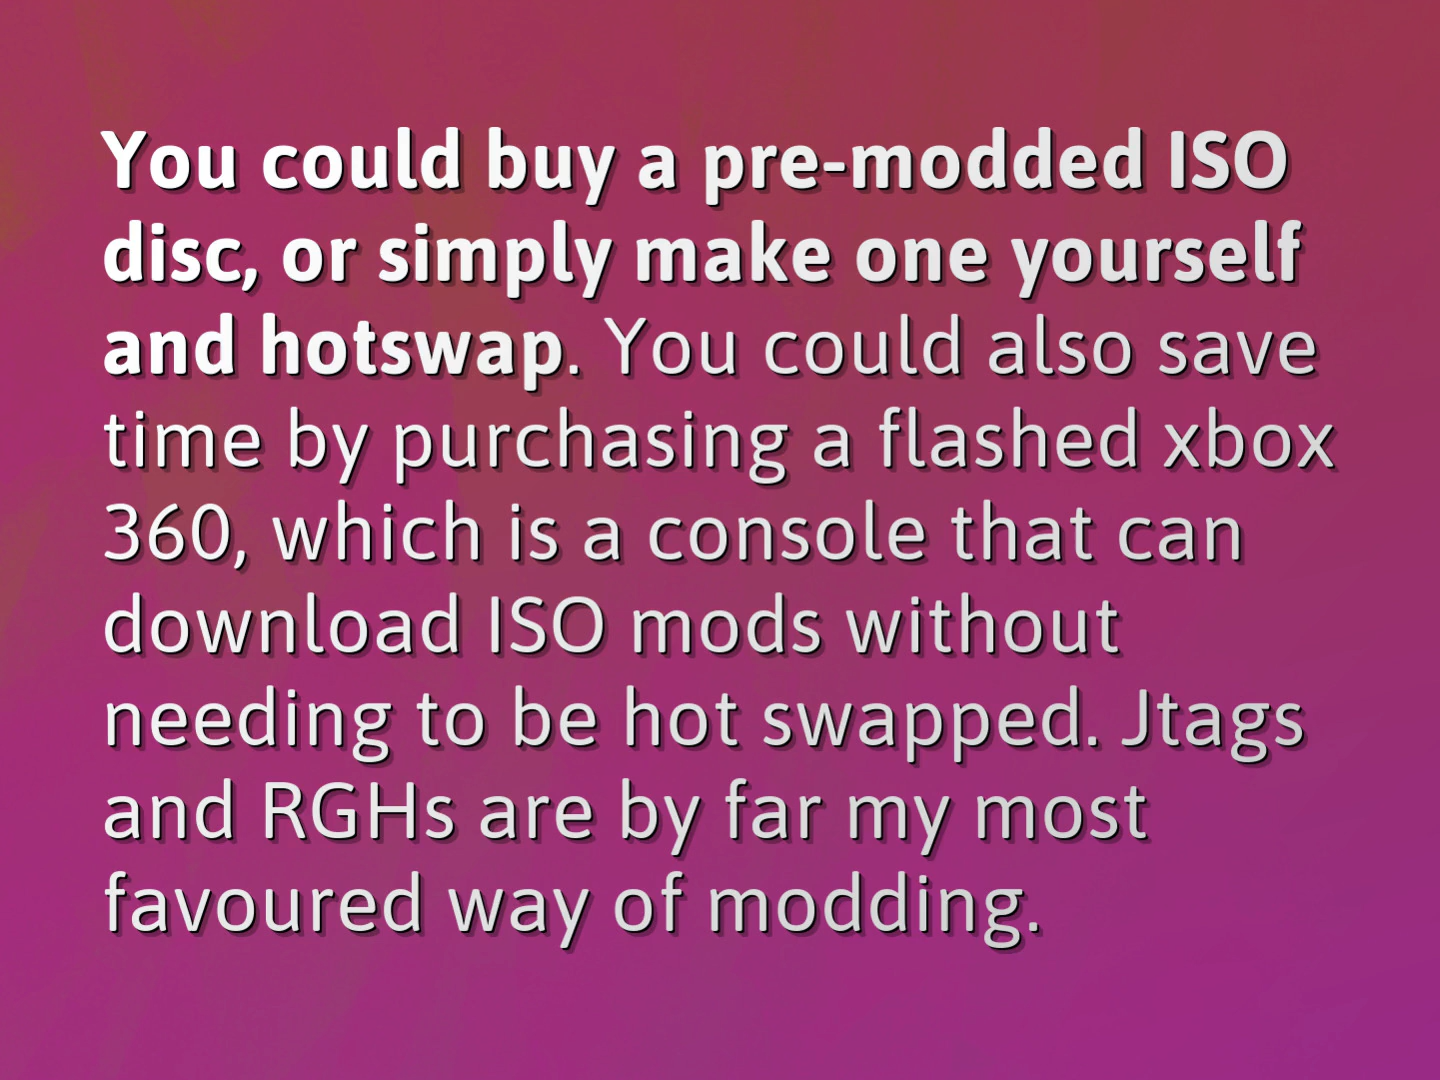 You could buy a pre-modded ISO
disc, or simply make one yourself
and hotswap. You could also save
time by purchasing a flashed xbox
360, which is a console that can
download ISO mods without
needing to be hot swapped. Jtags
and RGHs are by far my most
favoured way of modding.